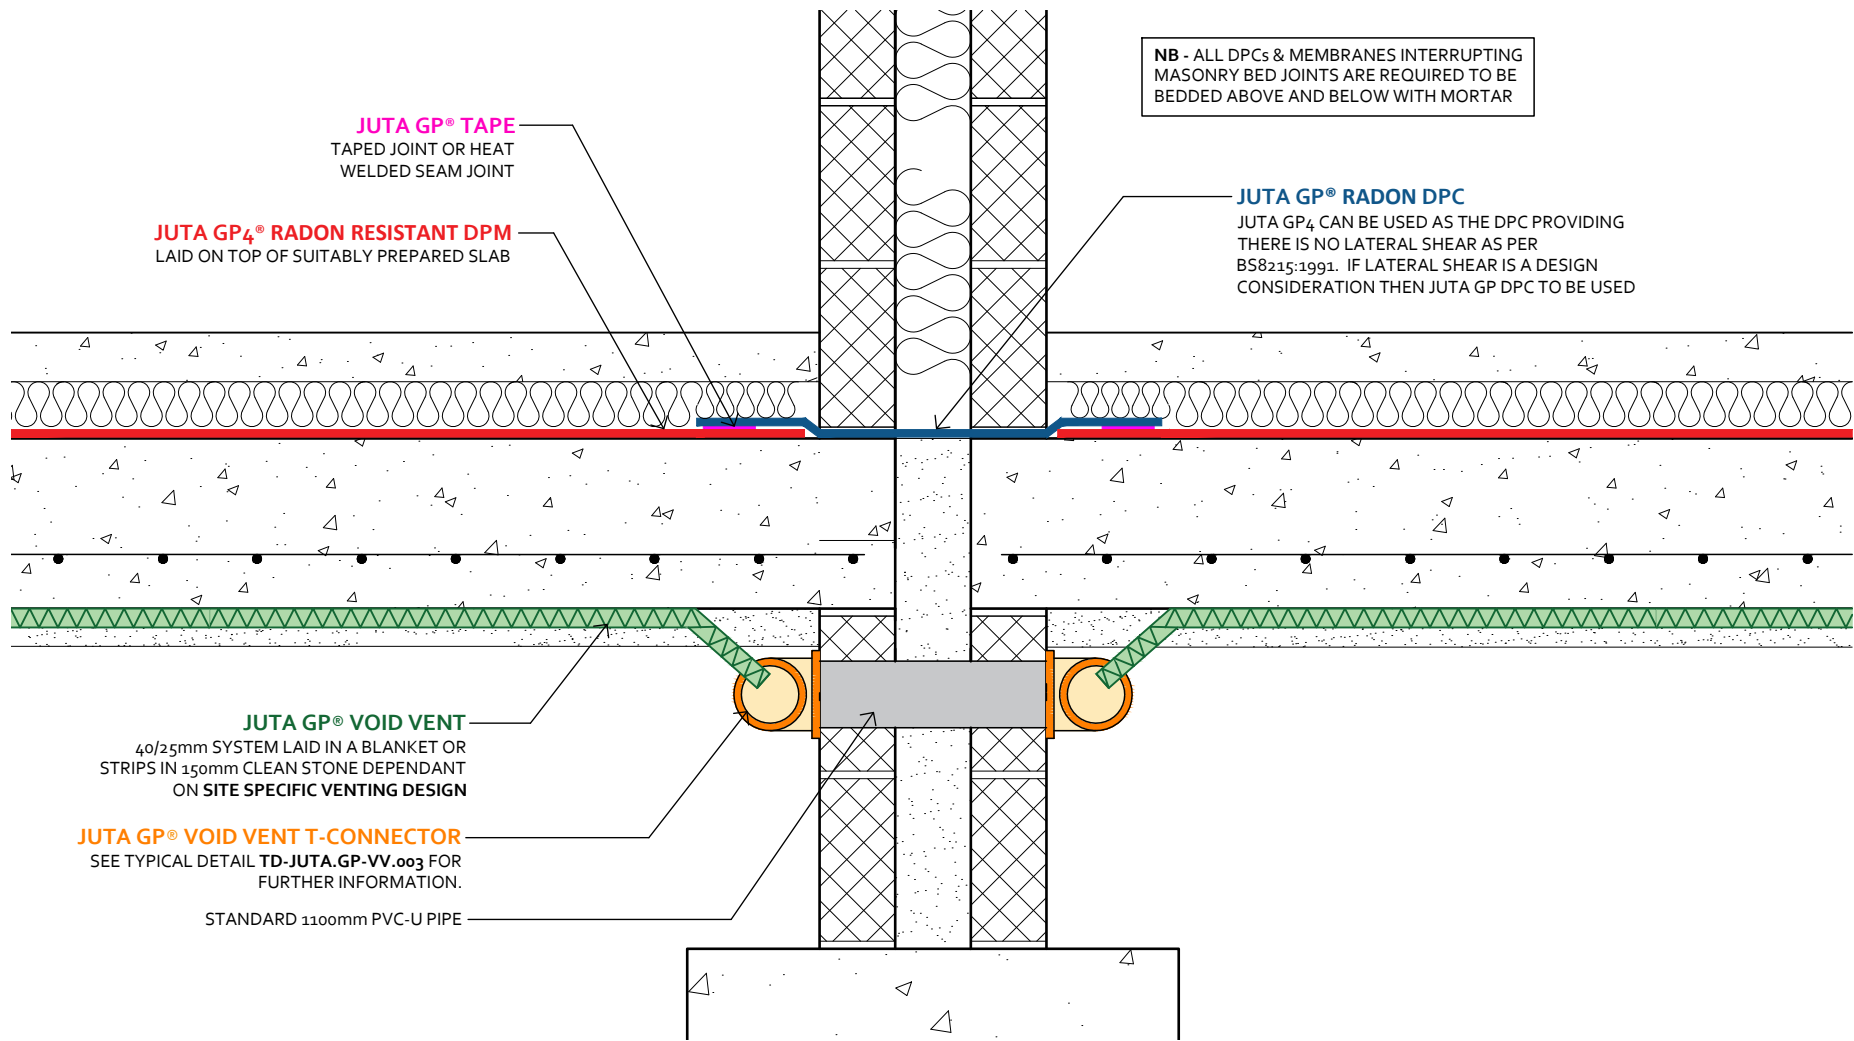 NB - ALL DPCs & MEMBRANES INTERRUPTING
MASONRY BED JOINTS ARE REQUIRED TO BE
BEDDED ABOVE AND BELOW WITH MORTAR
JUTA GP® TAPE
TAPED JOINT OR HEAT
WELDED SEAM JOINT
JUTA GP® RADON DPC
JUTA GP4 CAN BE USED AS THE DPC PROVIDING
THERE IS NO LATERAL SHEAR AS PER
BS8215:1991.  IF LATERAL SHEAR IS A DESIGN
CONSIDERATION THEN JUTA GP DPC TO BE USED
JUTA GP4® RADON RESISTANT DPM
LAID ON TOP OF SUITABLY PREPARED SLAB
JUTA GP® VOID VENT
40/25mm SYSTEM LAID IN A BLANKET OR
STRIPS IN 150mm CLEAN STONE DEPENDANT
ON SITE SPECIFIC VENTING DESIGN
JUTA GP® VOID VENT T-CONNECTOR
SEE TYPICAL DETAIL TD-JUTA.GP-VV.003 FOR
FURTHER INFORMATION.
STANDARD 1100mm PVC-U PIPE